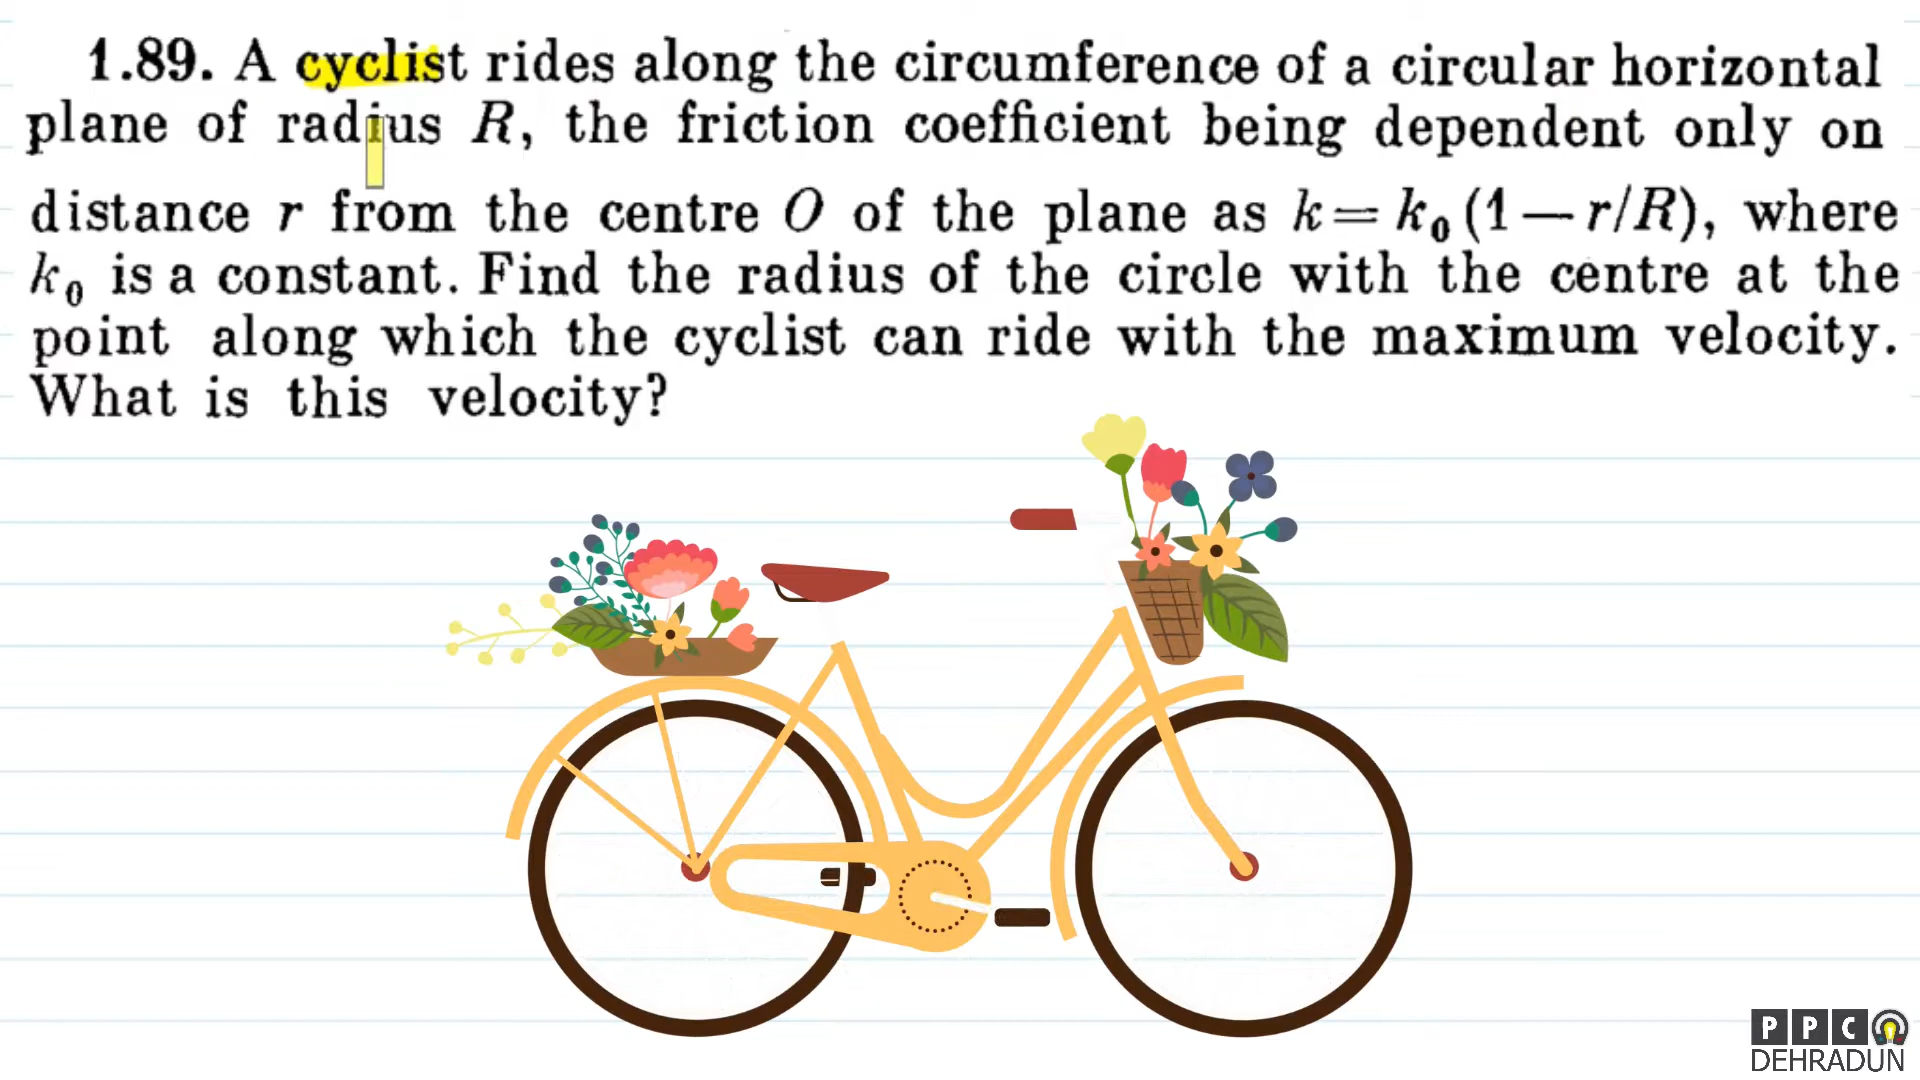 1.89. A cyclist rides along the circumference of a circular horizontal
plane of radius R, the friction coefficient being dependent only on
distance r from the centre O of the plane as k = k₀ (1 — r/R), where
k₀ is a constant. Find the radius of the circle with the centre at the
point along which the cyclist can ride with the maximum velocity.
What is this velocity?
PPC
DEHRADUN